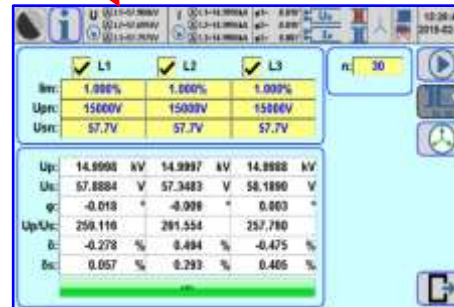 U I
L1 L2 L3 n: 30
lim: 1.000% 1.000% 1.000%
Upn: 15000V 15000V 15000V
Usn: 57.7V 57.7V 57.7V
Up: 14.9998 kV 14.9997 kV 14.9988 kV
Us: 57.8884 V 57.3483 V 58.1890 V
φ: -0.018 ° -0.009 ° 0.003 °
Up/Us: 259.116 261.554 257.760
δ: -0.278 % 0.494 % -0.475 %
δs: 0.057 % 0.293 % 0.405 %